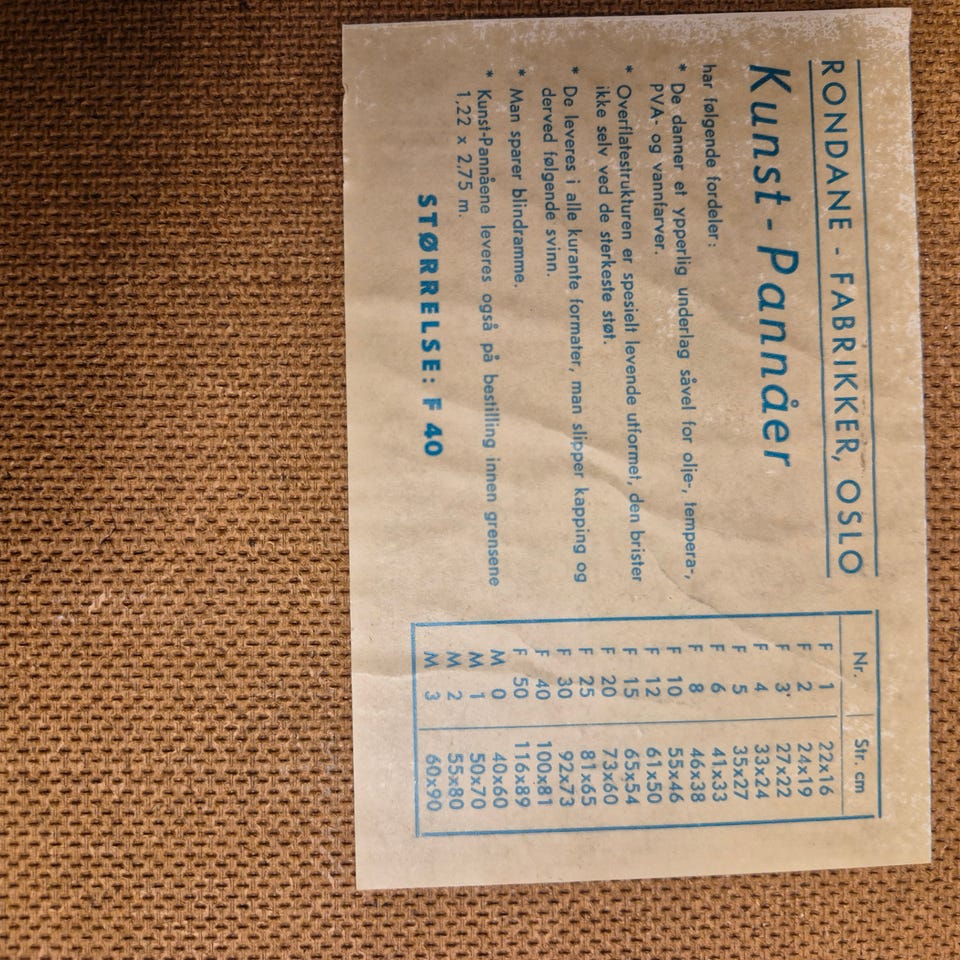 RONDANE - FABRIKKER, OSLO
Kunst - Pannåer
har følgende fordeler:
* De danner et ypperlig underlag såvel for olje-, tempera-,
PVA- og vannfarver.
* Overflatestrukturen er spesielt levende utformet, den brister
ikke selv ved de sterkeste støt.
* De leveres i alle kurante formater, man slipper kapping og
derved følgende svinn.
* Man sparer blindramme.
* Kunst-Pannåene leveres også på bestilling innen grensene
1,22 x 2,75 m.
STØRRELSE: F 40
Nr. Str. cm
F 1 22x16
F 2 24x19
F 3 27x22
F 4 33x24
F 5 35x27
F 6 41x33
F 8 46x38
F 10 55x46
F 12 61x50
F 15 65x54
F 20 73x60
F 25 81x65
F 30 92x73
F 40 100x81
F 50 116x89
M 0 40x60
M 1 50x70
M 2 55x80
M 3 60x90